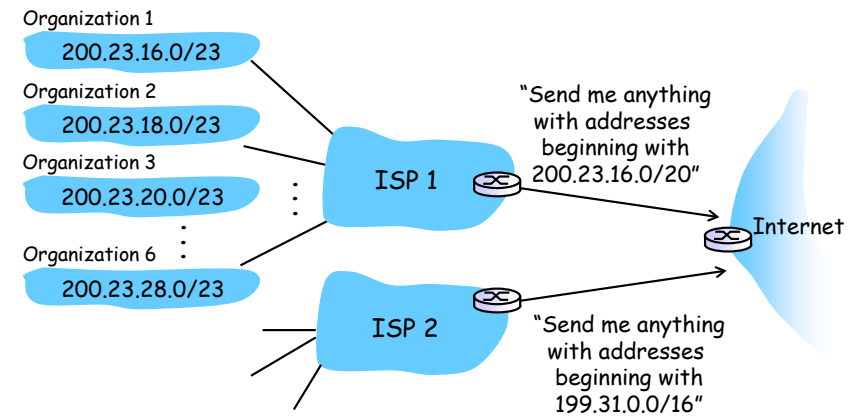 Organization 1
200.23.16.0/23
Organization 2
200.23.18.0/23
Organization 3
200.23.20.0/23
Organization 6
200.23.28.0/23
ISP 1
“Send me anything
with addresses
beginning with
200.23.16.0/20”
Internet
ISP 2
“Send me anything
with addresses
beginning with
199.31.0.0/16”